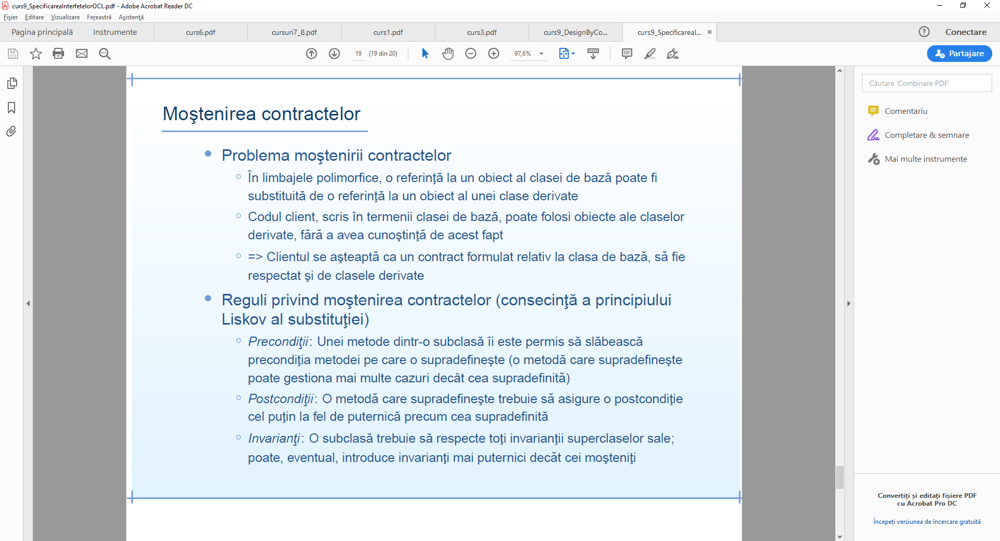 curs9_SpecificareaInterfetelorOCL.pdf - Adobe Acrobat Reader DC
Fişier Editare Vizualizare Fereastră Asistenţă
Pagina principală Instrumente curs6.pdf cursuri7_8.pdf curs1.pdf curs3.pdf curs9_DesignByCo... curs9_Specificareal... Conectare
19 (19 din 20) 97,6% Partajare
Moştenirea contractelor
Problema moştenirii contractelor
În limbajele polimorfice, o referinţă la un obiect al clasei de bază poate fi
substituită de o referinţă la un obiect al unei clase derivate
Codul client, scris în termenii clasei de bază, poate folosi obiecte ale claselor
derivate, fără a avea cunoştinţă de acest fapt
=> Clientul se aşteaptă ca un contract formulat relativ la clasa de bază, să fie
respectat şi de clasele derivate
Reguli privind moştenirea contractelor (consecinţă a principiului
Liskov al substituţiei)
Precondiţii: Unei metode dintr-o subclasă îi este permis să slăbească
precondiţia metodei pe care o supradefineşte (o metodă care supradefineşte
poate gestiona mai multe cazuri decât cea supradefinită)
Postcondiţii: O metodă care supradefineşte trebuie să asigure o postcondiţie
cel puţin la fel de puternică precum cea supradefinită
Invarianţi: O subclasă trebuie să respecte toţi invarianţii superclaselor sale;
poate, eventual, introduce invarianţi mai puternici decăt cei moşteniţi
Căutare 'Combinare PDF'
Comentariu
Completare & semnare
Mai multe instrumente
Convertiți și editați fișiere PDF
cu Acrobat Pro DC
Începeți versiunea de încercare gratuită